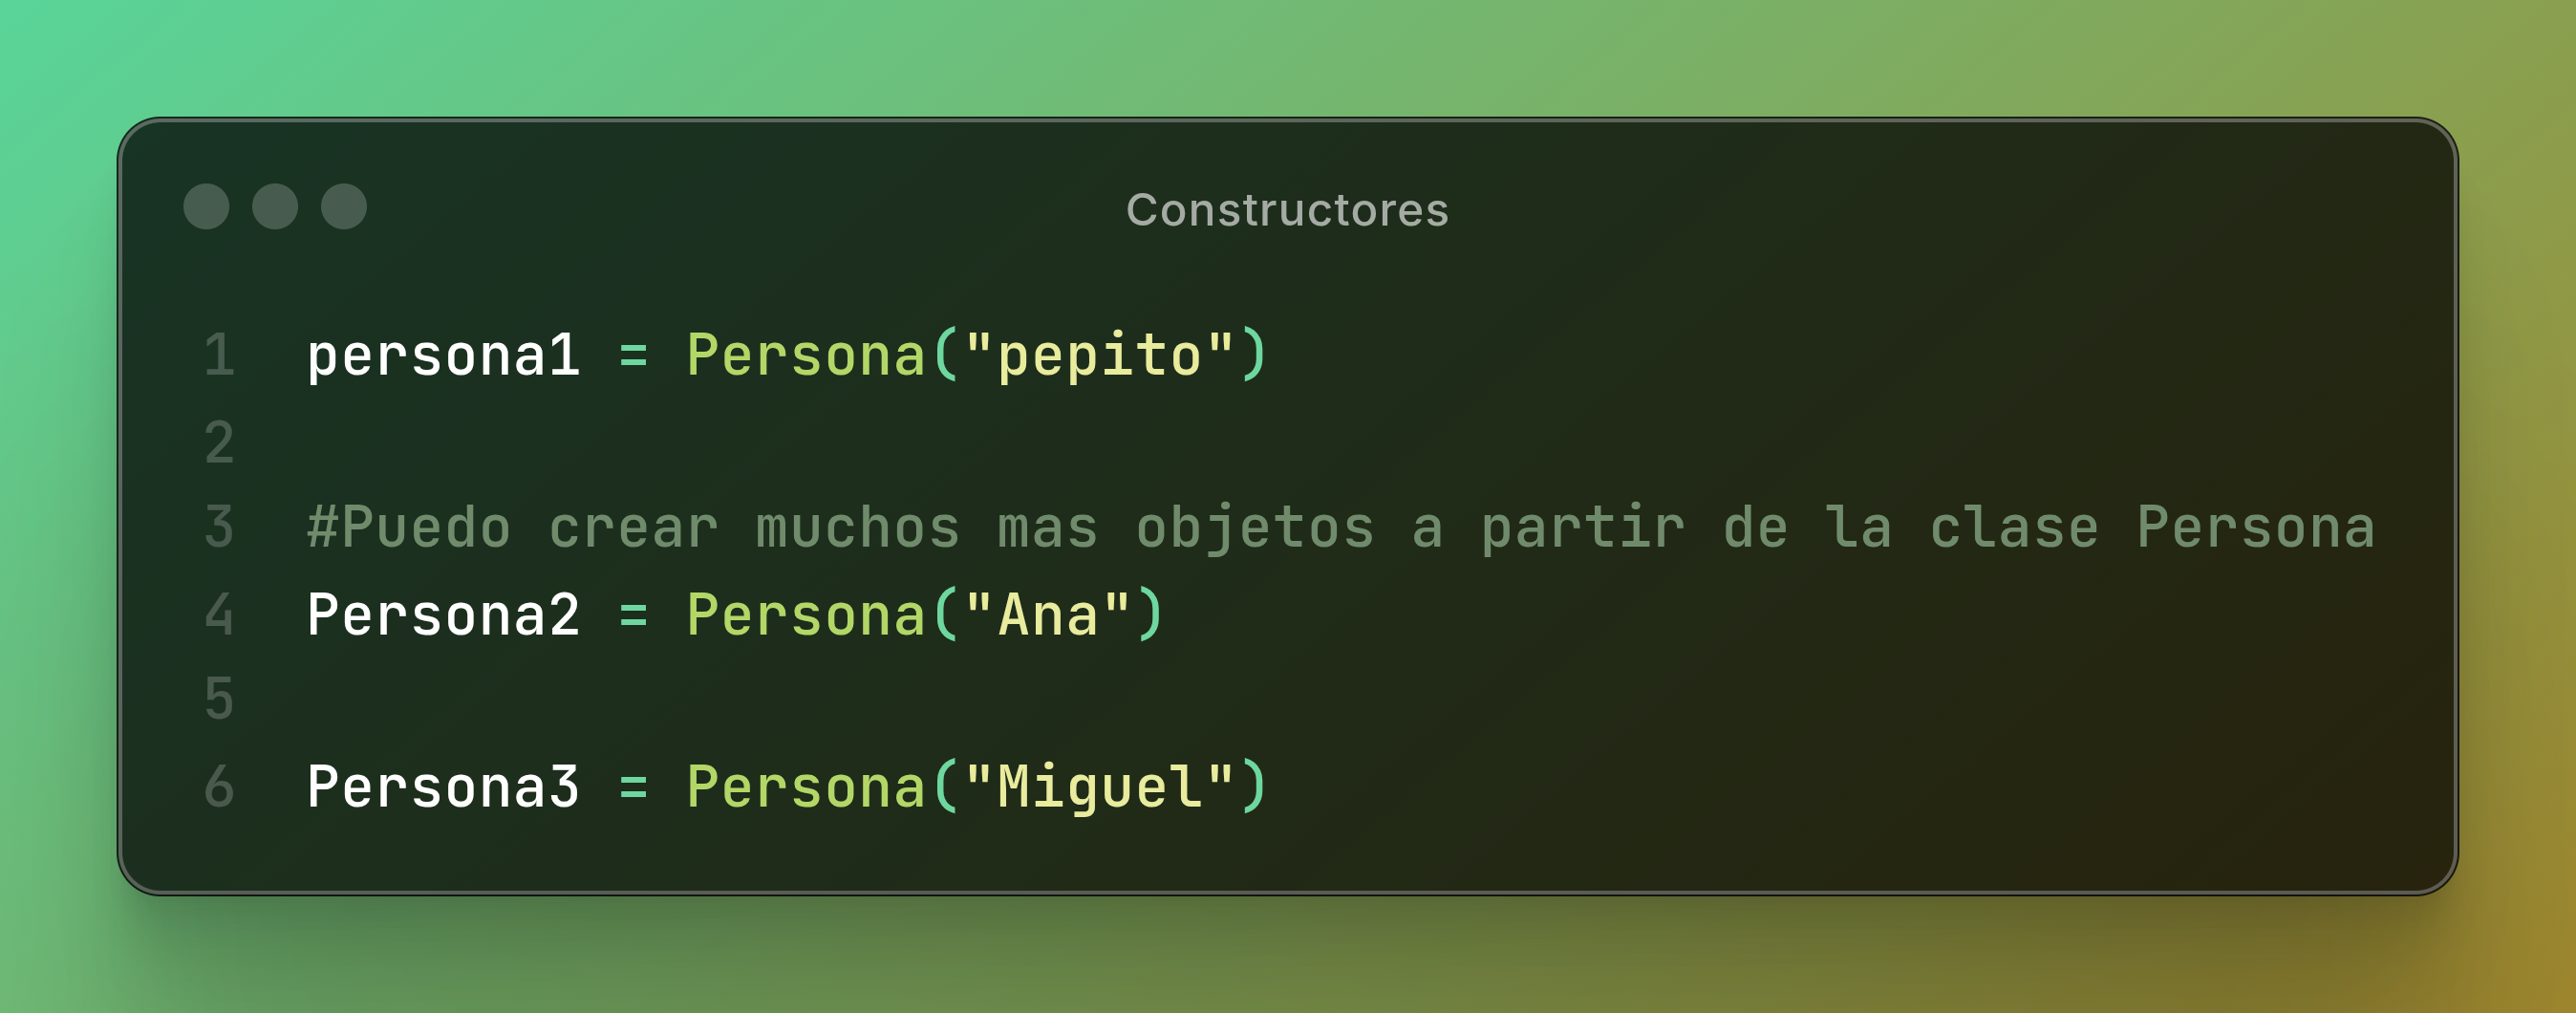 Constructores
1 persona1 = Persona("pepito")
2
3 #Puedo crear muchos mas objetos a partir de la clase Persona
4 Persona2 = Persona("Ana")
5
6 Persona3 = Persona("Miguel")